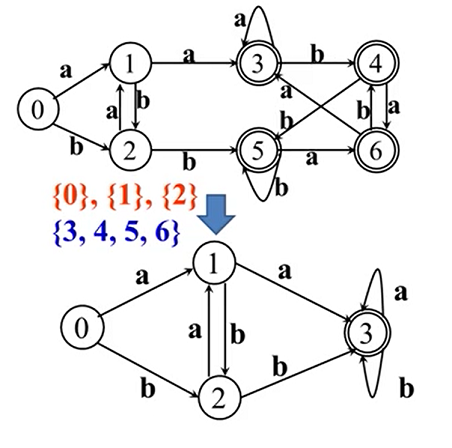 a
a 1 a 3 b 4
0 a b a b a
b 2 b b 5 a 6
b
{0}, {1}, {2}
{3, 4, 5, 6}
1
a a a
0 a b 3
b b b
2